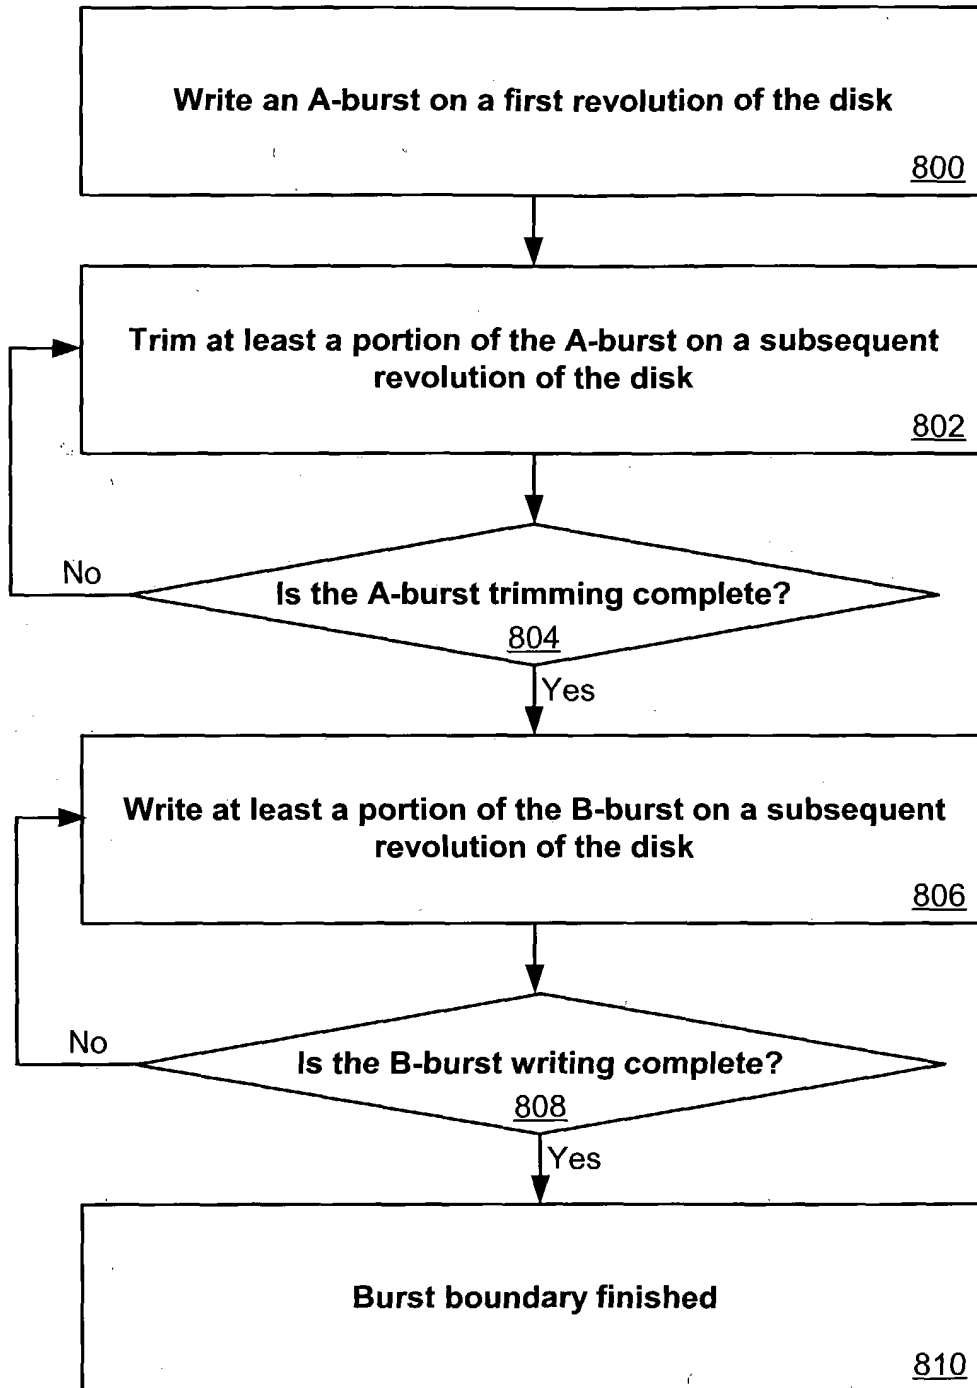 Write an A-burst on a first revolution of the disk
800
Trim at least a portion of the A-burst on a subsequent
revolution of the disk
802
No
Is the A-burst trimming complete?
804
Yes
Write at least a portion of the B-burst on a subsequent
revolution of the disk
806
No
Is the B-burst writing complete?
808
Yes
Burst boundary finished
810